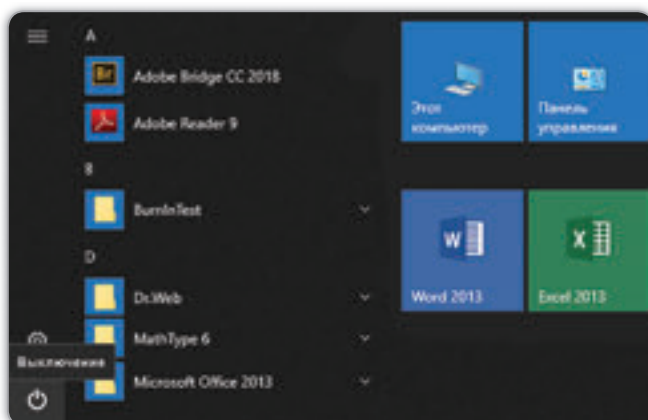 A
Adobe Bridge CC 2018
Adobe Reader 9
B
BurnInTest
D
Dr.Web
MathType 6
Microsoft Office 2013
Выключение
Этот
компьютер
Панель
управления
Word 2013
Excel 2013